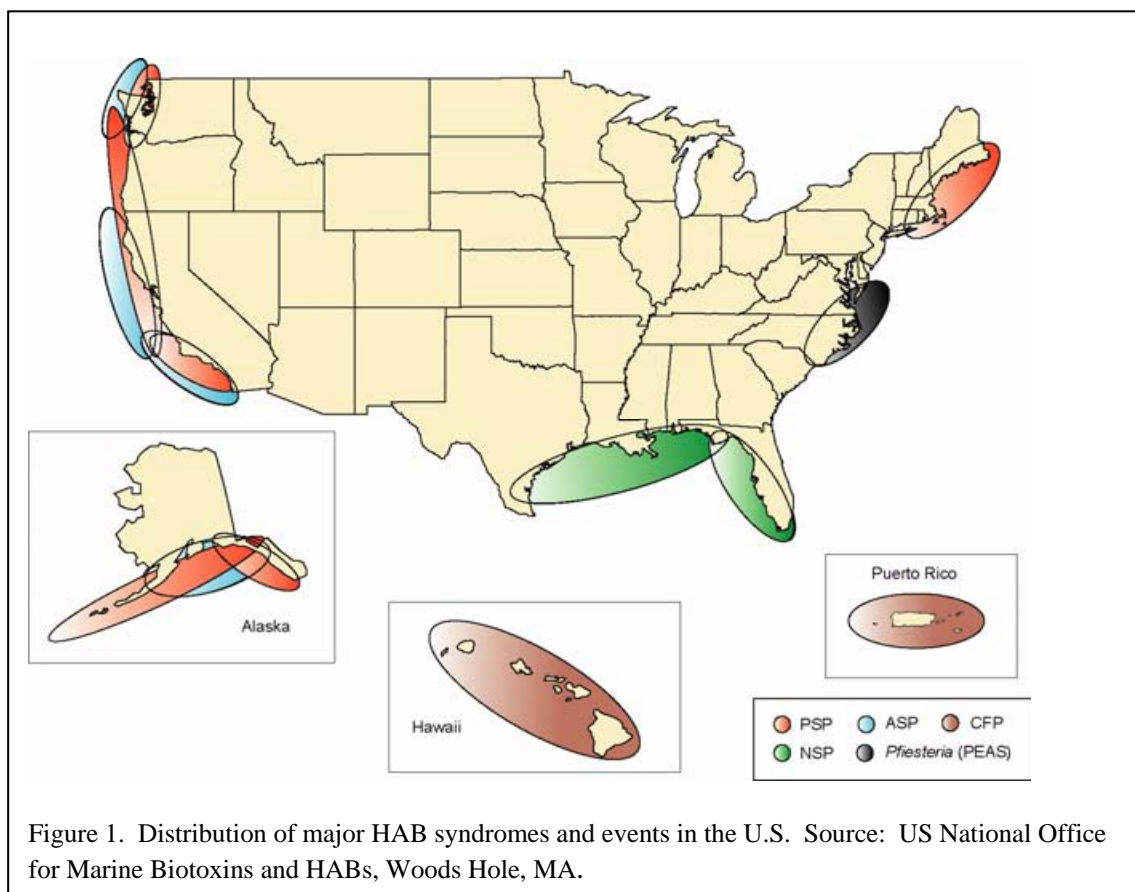 Alaska
Hawaii
Puerto Rico
PSP ASP CFP
NSP Pfiesteria (PEAS)
Figure 1.  Distribution of major HAB syndromes and events in the U.S.  Source:  US National Office
for Marine Biotoxins and HABs, Woods Hole, MA.